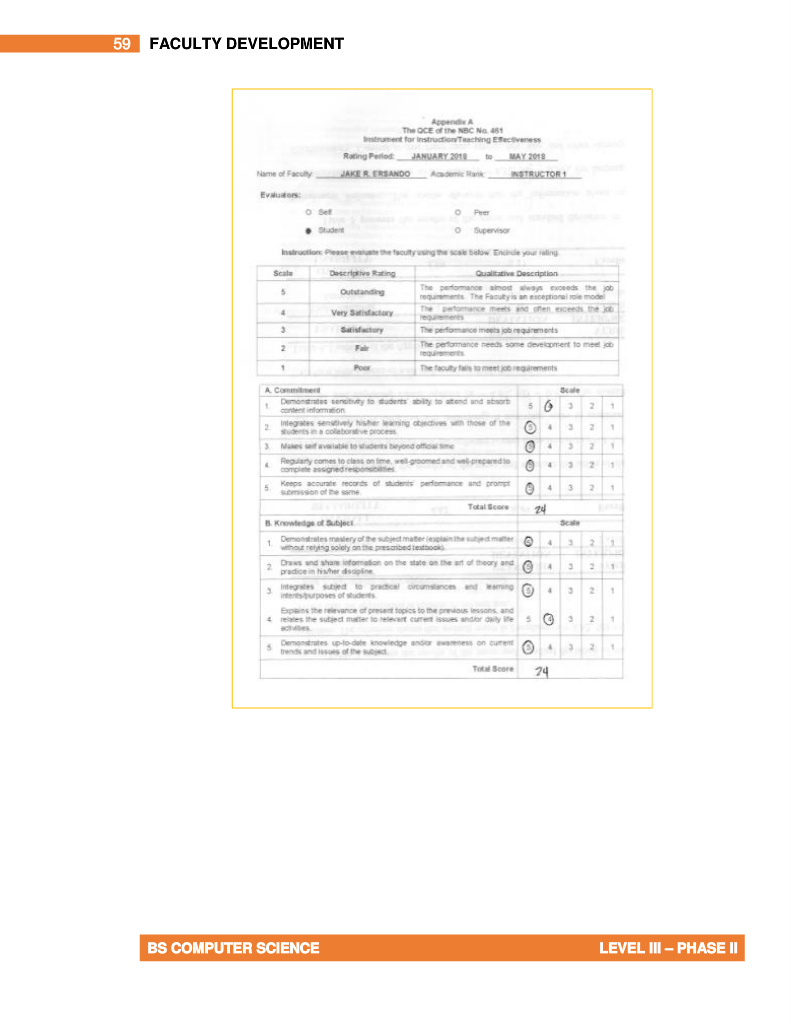 59 FACULTY DEVELOPMENT
Appendix A
The QCE of the NBC No. 461
Instrument for Instruction/Teaching Effectiveness
Rating Period: JANUARY 2018 to MAY 2018
Name of Faculty: JAKE R. ERSANDO Academic Rank: INSTRUCTOR 1
Evaluators:
Self Peer
Student Supervisor
Instruction: Please evaluate the faculty using the scale below. Encircle your rating.
Scale Descriptive Rating Qualitative Description
5 Outstanding The performance almost always exceeds the job
requirements. The Faculty is an exceptional role model
4 Very Satisfactory The performance meets and often exceeds the job
requirements
3 Satisfactory The performance meets job requirements
2 Fair The performance needs some development to meet job
requirements.
1 Poor The faculty fails to meet job requirements
A. Commitment Scale
1. Demonstrates sensitivity to students' ability to attend and absorb
content information. 5 4 3 2 1
2. Integrates sensitively his/her learning objectives with those of the
students in a collaborative process. 5 4 3 2 1
3. Makes self available to students beyond official time 5 4 3 2 1
4. Regularly comes to class on time, well-groomed and well-prepared to
complete assigned responsibilities. 5 4 3 2 1
5. Keeps accurate records of students' performance and prompt
submission of the same. 5 4 3 2 1
Total Score 24
B. Knowledge of Subject Scale
1. Demonstrates mastery of the subject matter (explain the subject matter
without relying solely on the prescribed textbook). 5 4 3 2 1
2. Draws and share information on the state on the art of theory and
practice in his/her discipline. 5 4 3 2 1
3. Integrates subject to practical circumstances and learning
intents/purposes of students. 5 4 3 2 1
4. Explains the relevance of present topics to the previous lessons, and
relates the subject matter to relevant current issues and/or daily life
activities. 5 4 3 2 1
5. Demonstrates up-to-date knowledge and/or awareness on current
trends and issues of the subject. 5 4 3 2 1
Total Score 24
BS COMPUTER SCIENCE LEVEL III – PHASE II